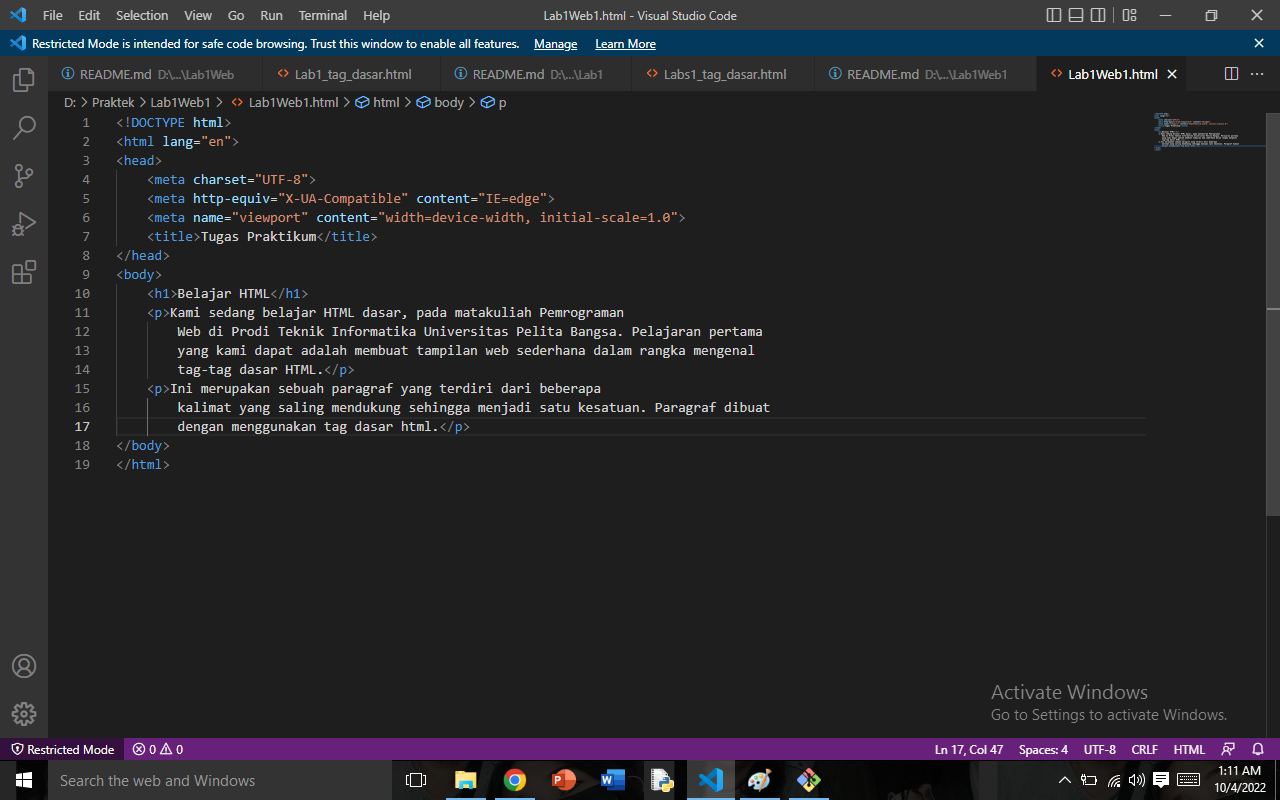 File Edit Selection View Go Run Terminal Help Lab1Web1.html - Visual Studio Code
Restricted Mode is intended for safe code browsing. Trust this window to enable all features. Manage Learn More
README.md D:\...\Lab1Web Lab1_tag_dasar.html README.md D:\...\Lab1 Labs1_tag_dasar.html README.md D:\...\Lab1Web1 Lab1Web1.html
D: > Praktek > Lab1Web1 > Lab1Web1.html > html > body > p
1 <!DOCTYPE html>
2 <html lang="en">
3 <head>
4     <meta charset="UTF-8">
5     <meta http-equiv="X-UA-Compatible" content="IE=edge">
6     <meta name="viewport" content="width=device-width, initial-scale=1.0">
7     <title>Tugas Praktikum</title>
8 </head>
9 <body>
10     <h1>Belajar HTML</h1>
11     <p>Kami sedang belajar HTML dasar, pada matakuliah Pemrograman
12         Web di Prodi Teknik Informatika Universitas Pelita Bangsa. Pelajaran pertama
13         yang kami dapat adalah membuat tampilan web sederhana dalam rangka mengenal
14         tag-tag dasar HTML.</p>
15     <p>Ini merupakan sebuah paragraf yang terdiri dari beberapa
16         kalimat yang saling mendukung sehingga menjadi satu kesatuan. Paragraf dibuat
17         dengan menggunakan tag dasar html.</p>
18 </body>
19 </html>
Activate Windows
Go to Settings to activate Windows.
Restricted Mode 0 0 Ln 17, Col 47 Spaces: 4 UTF-8 CRLF HTML
Search the web and Windows
1:11 AM
10/4/2022